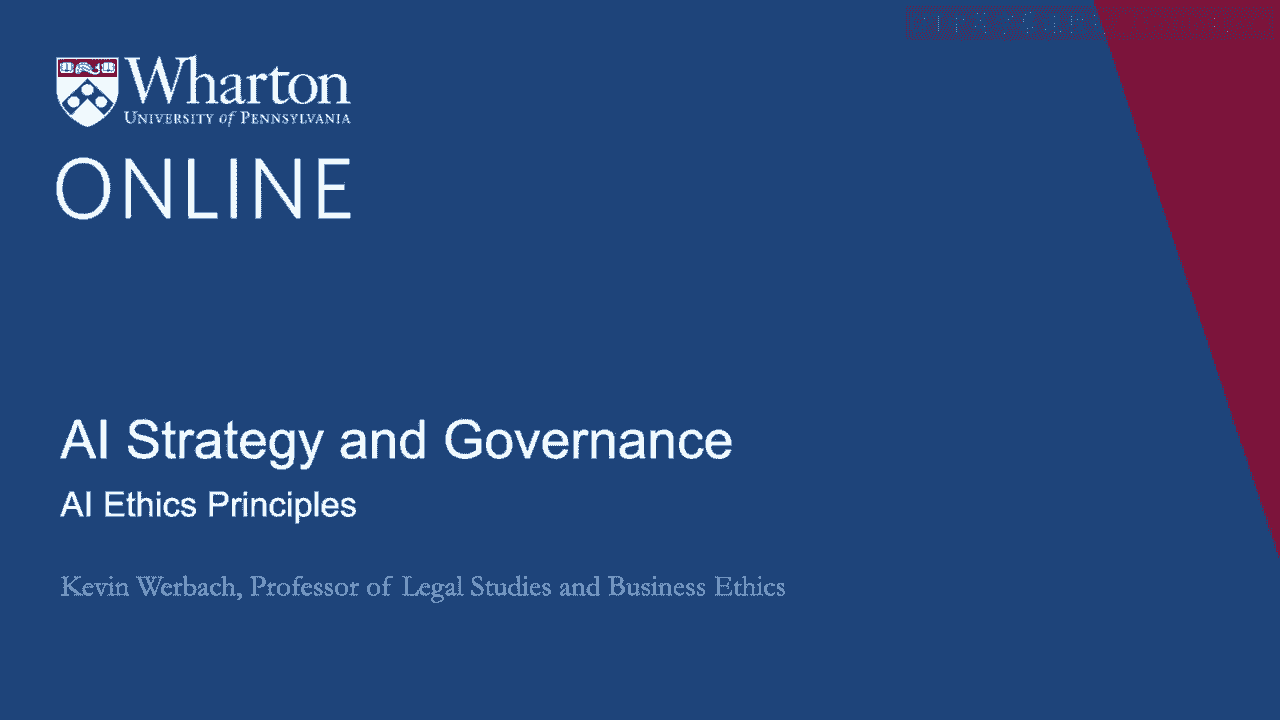 Wharton
UNIVERSITY of PENNSYLVANIA
ONLINE
AI Strategy and Governance
AI Ethics Principles
Kevin Werbach, Professor of Legal Studies and Business Ethics